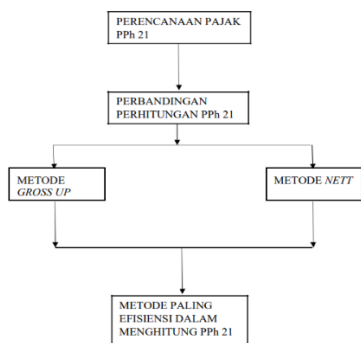 PERENCANAAN PAJAK
PPh 21
PERBANDINGAN
PERHITUNGAN PPh 21
METODE
GROSS UP
METODE NETT
METODE PALING
EFISIENSI DALAM
MENGHITUNG PPh 21